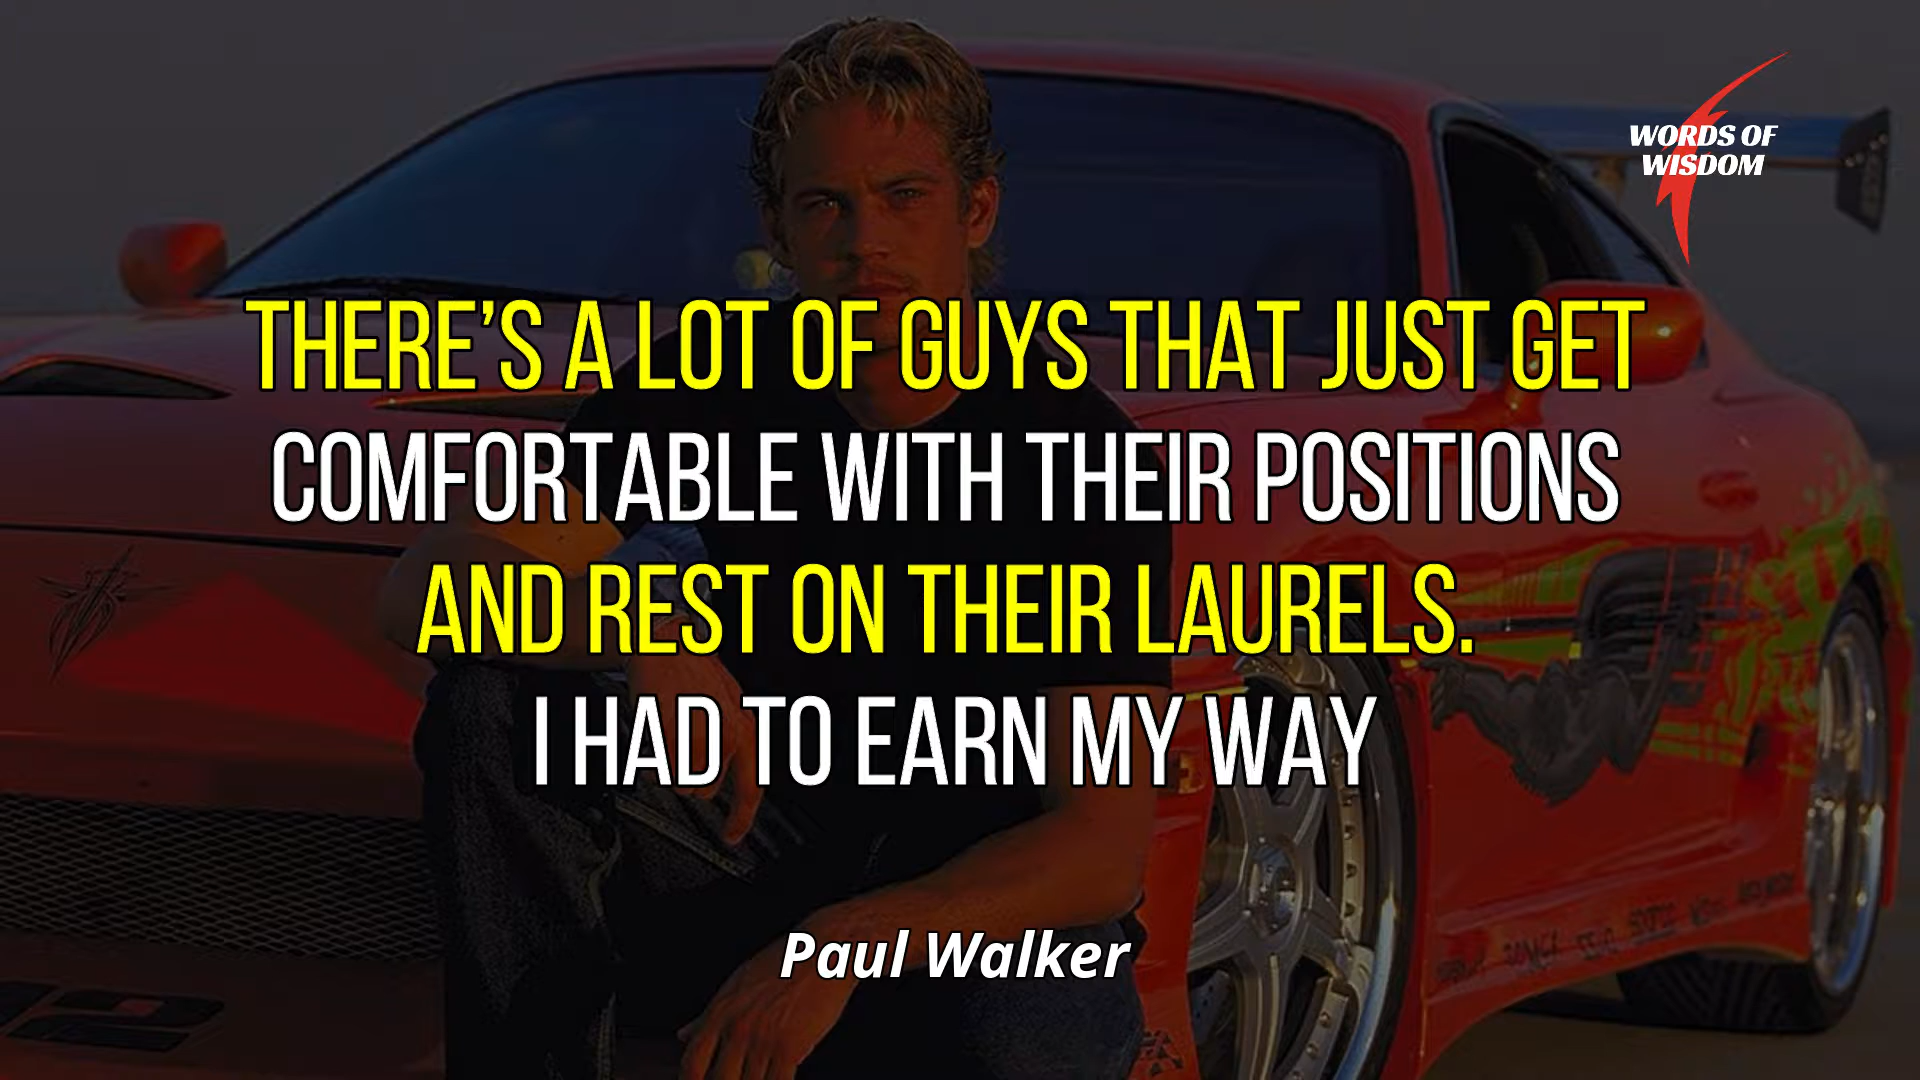 WORDS OF
WISDOM
THERE'S A LOT OF GUYS THAT JUST GET
COMFORTABLE WITH THEIR POSITIONS
AND REST ON THEIR LAURELS.
I HAD TO EARN MY WAY
Paul Walker